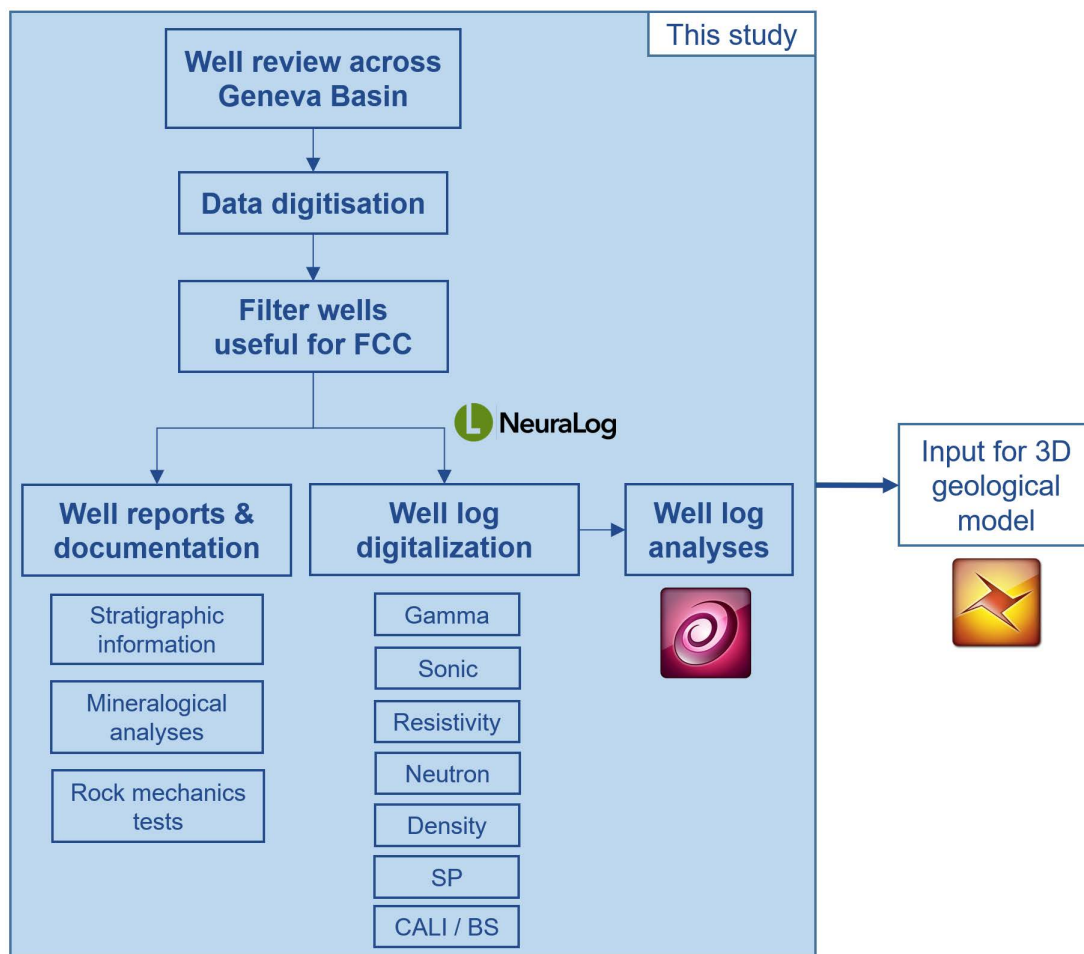 This study
Well review across
Geneva Basin
Data digitisation
Filter wells
useful for FCC
L NeuraLog
Well reports &
documentation
Stratigraphic
information
Mineralogical
analyses
Rock mechanics
tests
Well log
digitalization
Gamma
Sonic
Resistivity
Neutron
Density
SP
CALI / BS
Well log
analyses
Input for 3D
geological
model